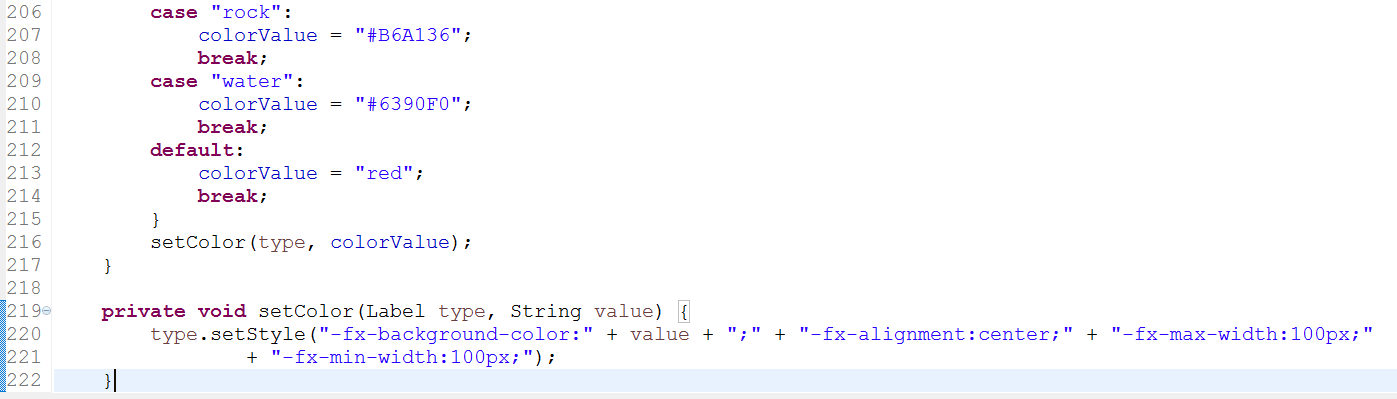 206 case "rock":
207 colorValue = "#B6A136";
208 break;
209 case "water":
210 colorValue = "#6390F0";
211 break;
212 default:
213 colorValue = "red";
214 break;
215 }
216 setColor(type, colorValue);
217 }
218
219 private void setColor(Label type, String value) {
220 type.setStyle("-fx-background-color:" + value + ";" + "-fx-alignment:center;" + "-fx-max-width:100px;"
221 + "-fx-min-width:100px;");
222 }